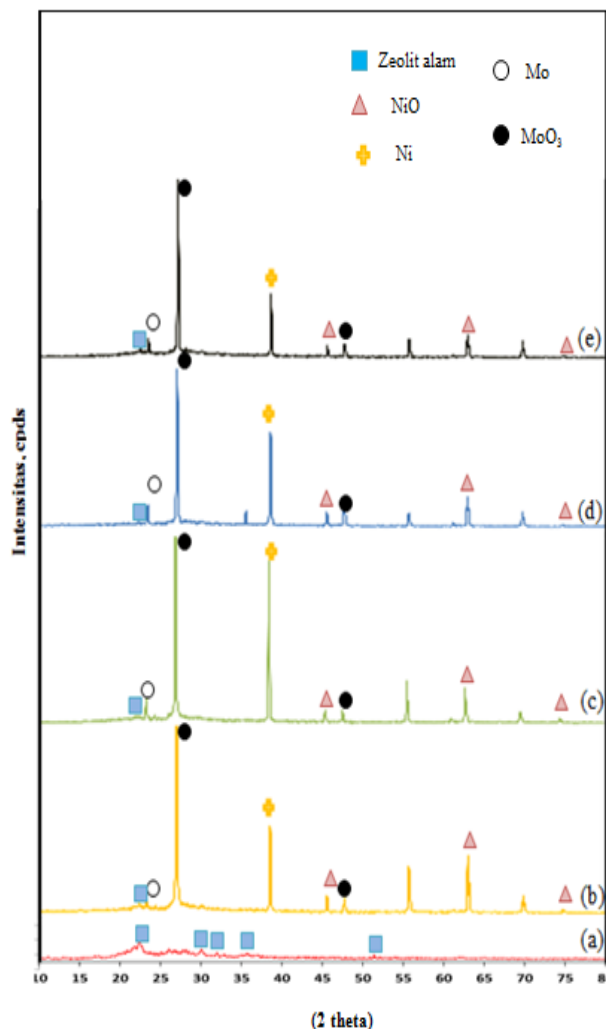 Zeolit alam
Mo
NiO
MoO₃
Ni
Intensitas. cpds
(e)
(d)
(c)
(b)
(a)
10 15 20 25 30 35 40 45 50 55 60 65 70 75 80
(2 theta)